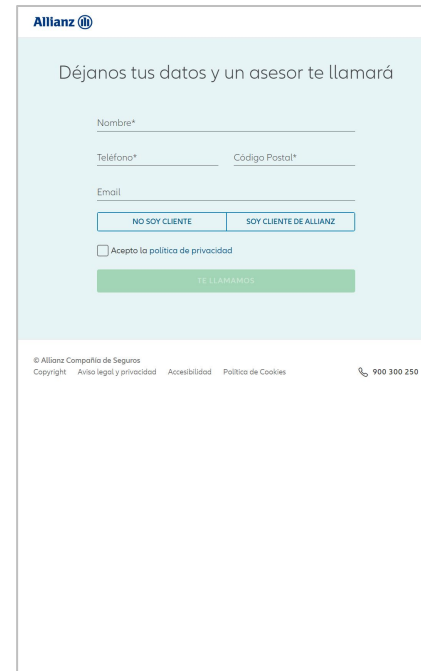 Allianz
Déjanos tus datos y un asesor te llamará
Nombre*
Teléfono* Código Postal*
Email
NO SOY CLIENTE SOY CLIENTE DE ALLIANZ
Acepto la política de privacidad
TE LLAMAMOS
© Allianz Compañía de Seguros
Copyright Aviso legal y privacidad Accesibilidad Política de Cookies 900 300 250